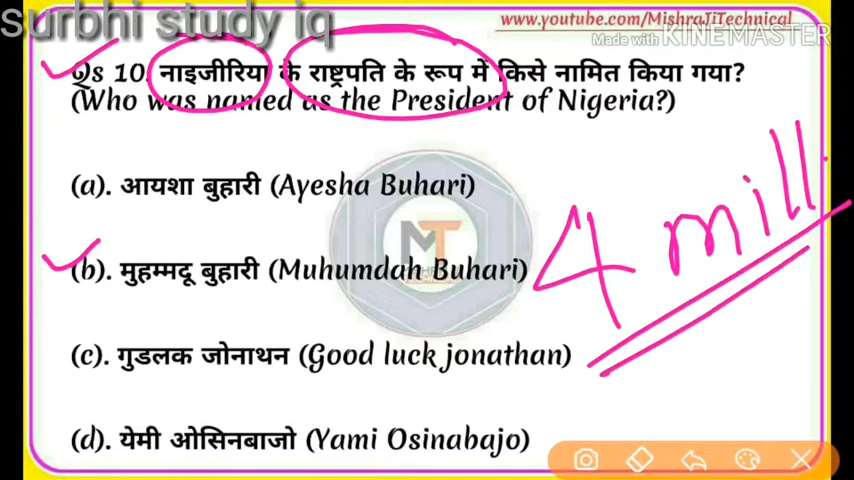 Surbhi study iq
www.youtube.com/MishraJiTechnical
Made with KINEMASTER
Qs 10. नाइजीरिया के राष्ट्रपति के रूप में किसे नामित किया गया?
(Who was named as the President of Nigeria?)
(a). आयशा बुहारी (Ayesha Buhari)
(b). मुहम्मदू बुहारी (Muhumdah Buhari)
4 mill
(c). गुडलक जोनाथन (Good luck jonathan)
(d). येमी ओसिनबाजो (Yami Osinabajo)
MT